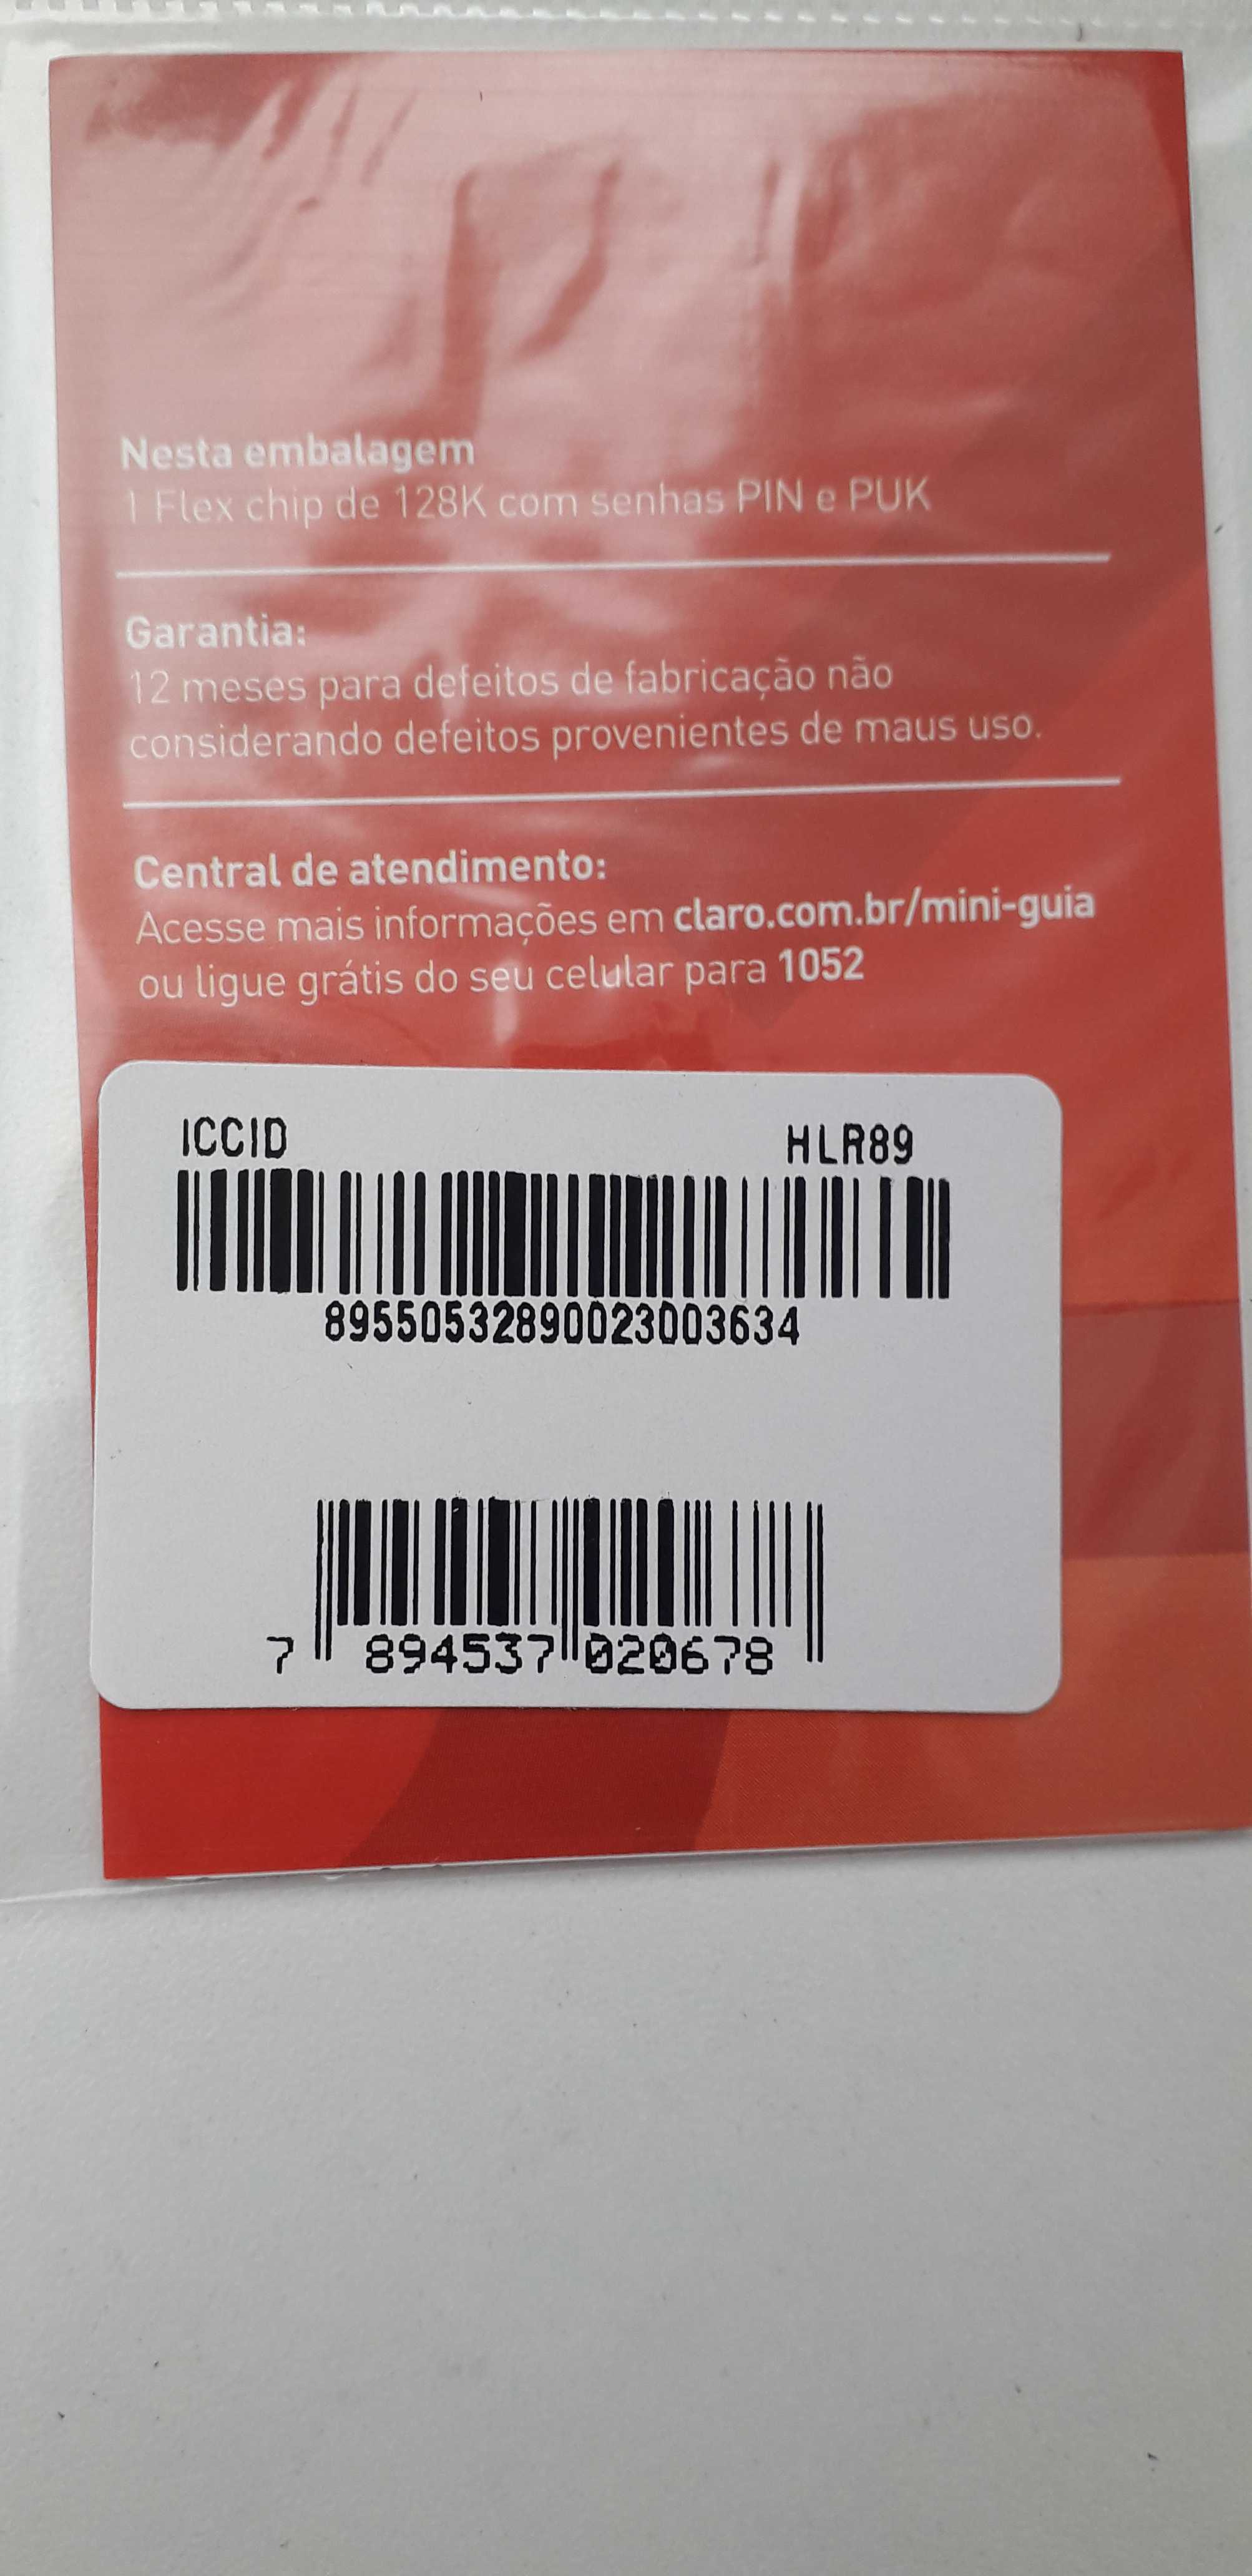 Nesta embalagem
1 Flex chip de 128K com senhas PIN e PUK
Garantia:
12 meses para defeitos de fabricação não
considerando defeitos provenientes de maus uso.
Central de atendimento:
Acesse mais informações em claro.com.br/mini-guia
ou ligue grátis do seu celular para 1052
ICCID HLR89
89550532890023003634
7 894537 020678